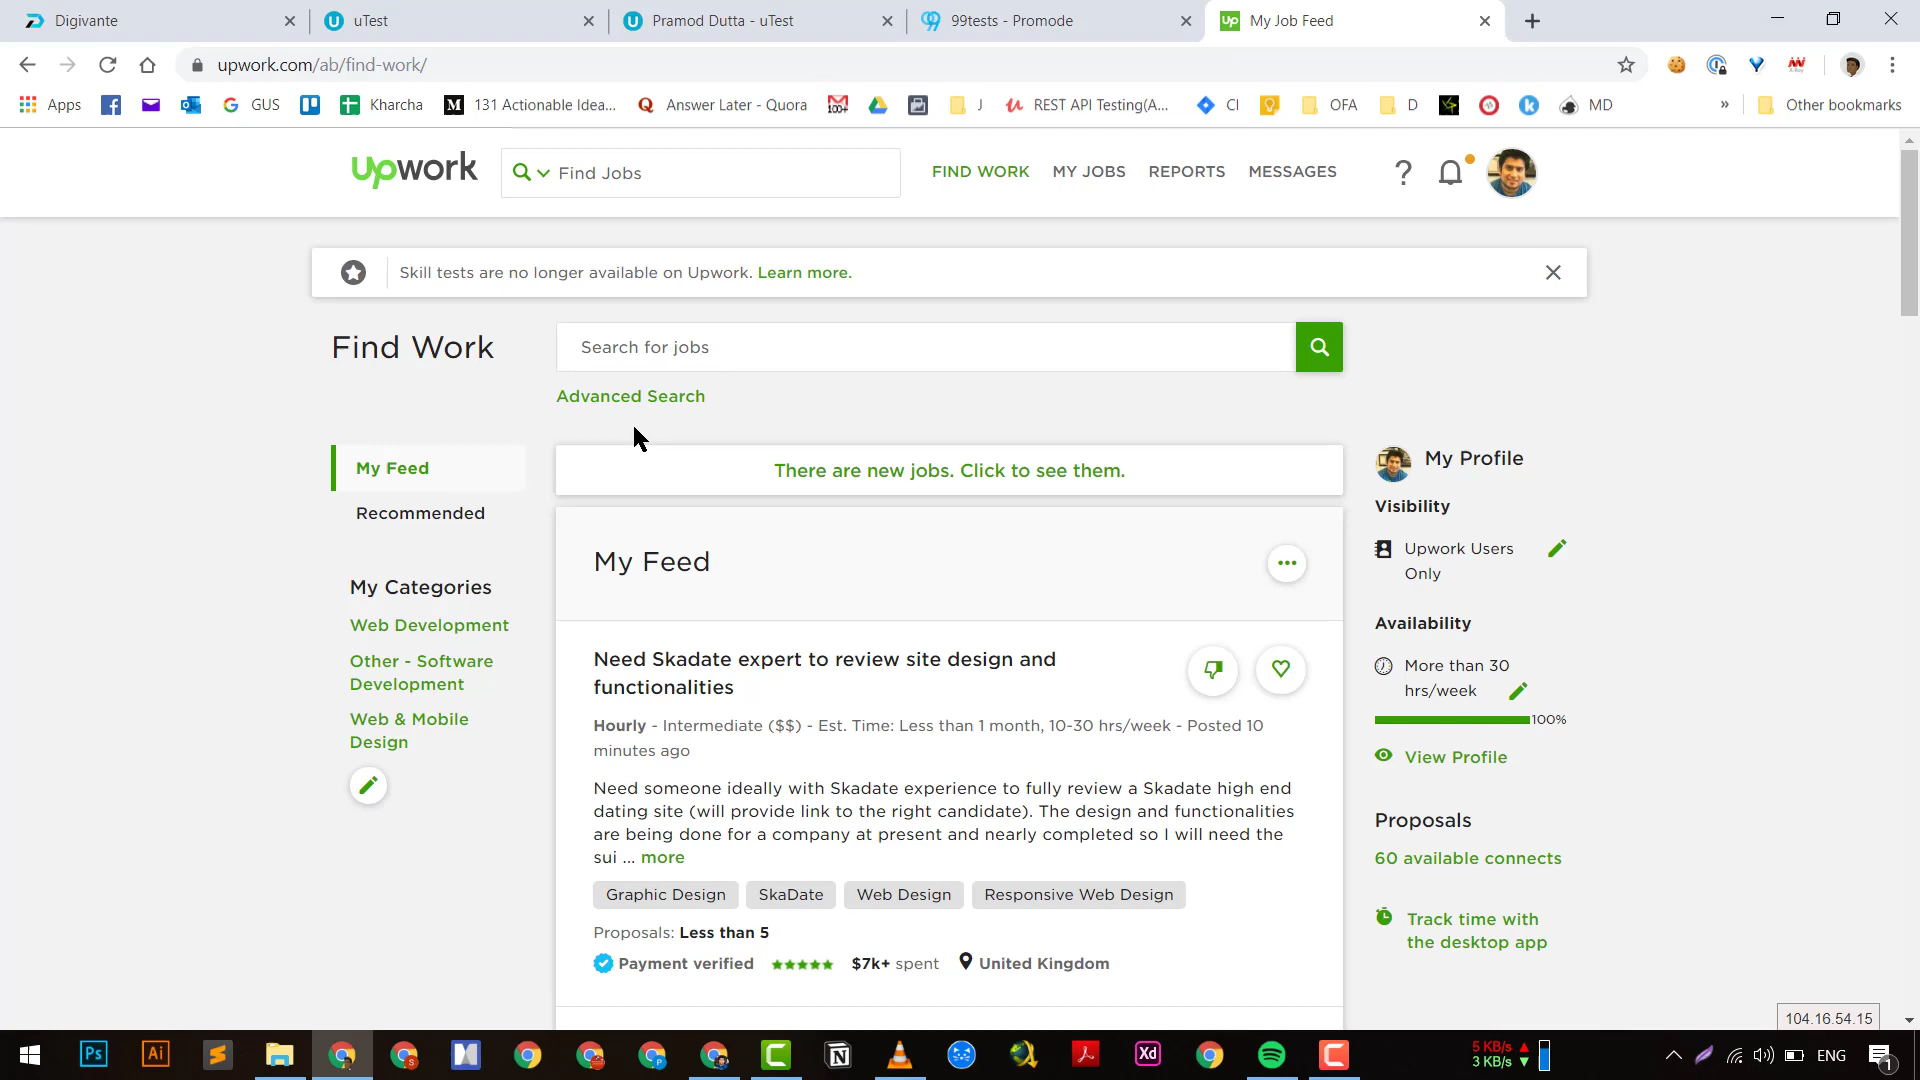 Digivante
uTest
Pramod Dutta - uTest
99tests - Promode
My Job Feed
upwork.com/ab/find-work/
Apps
GUS
Kharcha
131 Actionable Idea...
Answer Later - Quora
J
REST API Testing(A...
CI
OFA
D
MD
»
Other bookmarks
upwork
Find Jobs
FIND WORK
MY JOBS
REPORTS
MESSAGES
?
Skill tests are no longer available on Upwork. Learn more.
Find Work
Search for jobs
Advanced Search
My Feed
Recommended
My Categories
Web Development
Other - Software
Development
Web & Mobile
Design
There are new jobs. Click to see them.
My Feed
Need Skadate expert to review site design and
functionalities
Hourly - Intermediate ($$) - Est. Time: Less than 1 month, 10-30 hrs/week - Posted 10
minutes ago
Need someone ideally with Skadate experience to fully review a Skadate high end
dating site (will provide link to the right candidate). The design and functionalities
are being done for a company at present and nearly completed so I will need the
sui ... more
Graphic Design
SkaDate
Web Design
Responsive Web Design
Proposals: Less than 5
Payment verified
$7k+ spent
United Kingdom
My Profile
Visibility
Upwork Users
Only
Availability
More than 30
hrs/week
100%
View Profile
Proposals
60 available connects
Track time with
the desktop app
104.16.54.15
Ps
Ai
Xd
5 KB/s
3 KB/s
ENG
1